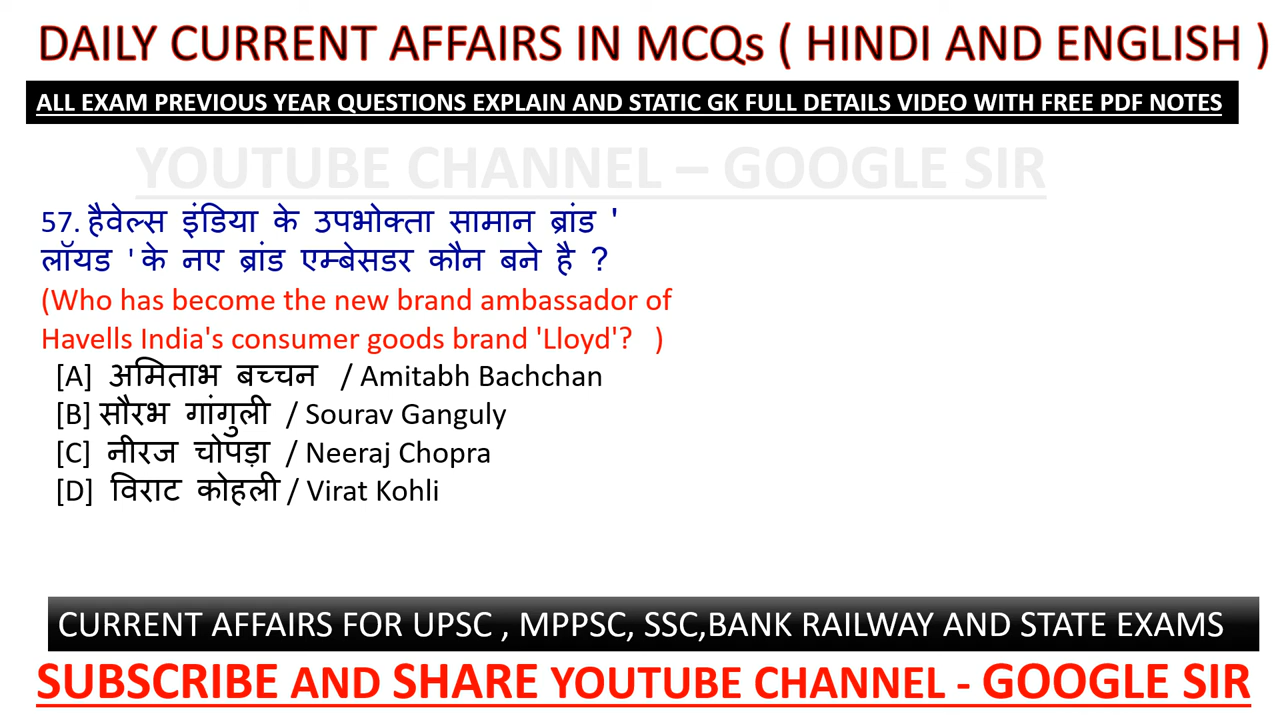 DAILY CURRENT AFFAIRS IN MCQs ( HINDI AND ENGLISH )
ALL EXAM PREVIOUS YEAR QUESTIONS EXPLAIN AND STATIC GK FULL DETAILS VIDEO WITH FREE PDF NOTES
YOUTUBE CHANNEL – GOOGLE SIR
57. हैवेल्स इंडिया के उपभोक्ता सामान ब्रांड '
लॉयड ' के नए ब्रांड एम्बेसडर कौन बने है ?
(Who has become the new brand ambassador of
Havells India's consumer goods brand 'Lloyd'? )
[A] अमिताभ बच्चन / Amitabh Bachchan
[B] सौरभ गांगुली / Sourav Ganguly
[C] नीरज चोपड़ा / Neeraj Chopra
[D] विराट कोहली / Virat Kohli
CURRENT AFFAIRS FOR UPSC , MPPSC, SSC,BANK RAILWAY AND STATE EXAMS
SUBSCRIBE AND SHARE YOUTUBE CHANNEL - GOOGLE SIR